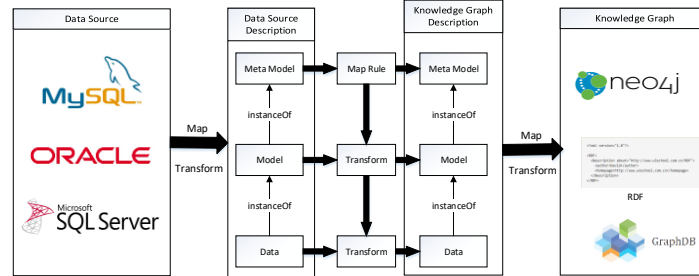 Data Source
MySQL
ORACLE
Microsoft
SQL Server
Map
Transform
Data Source
Description
Meta Model
instanceOf
Model
instanceOf
Data
Map Rule
Transform
Transform
Knowledge Graph
Description
Meta Model
instanceOf
Model
instanceOf
Data
Map
Transform
Knowledge Graph
neo4j
RDF
GraphDB